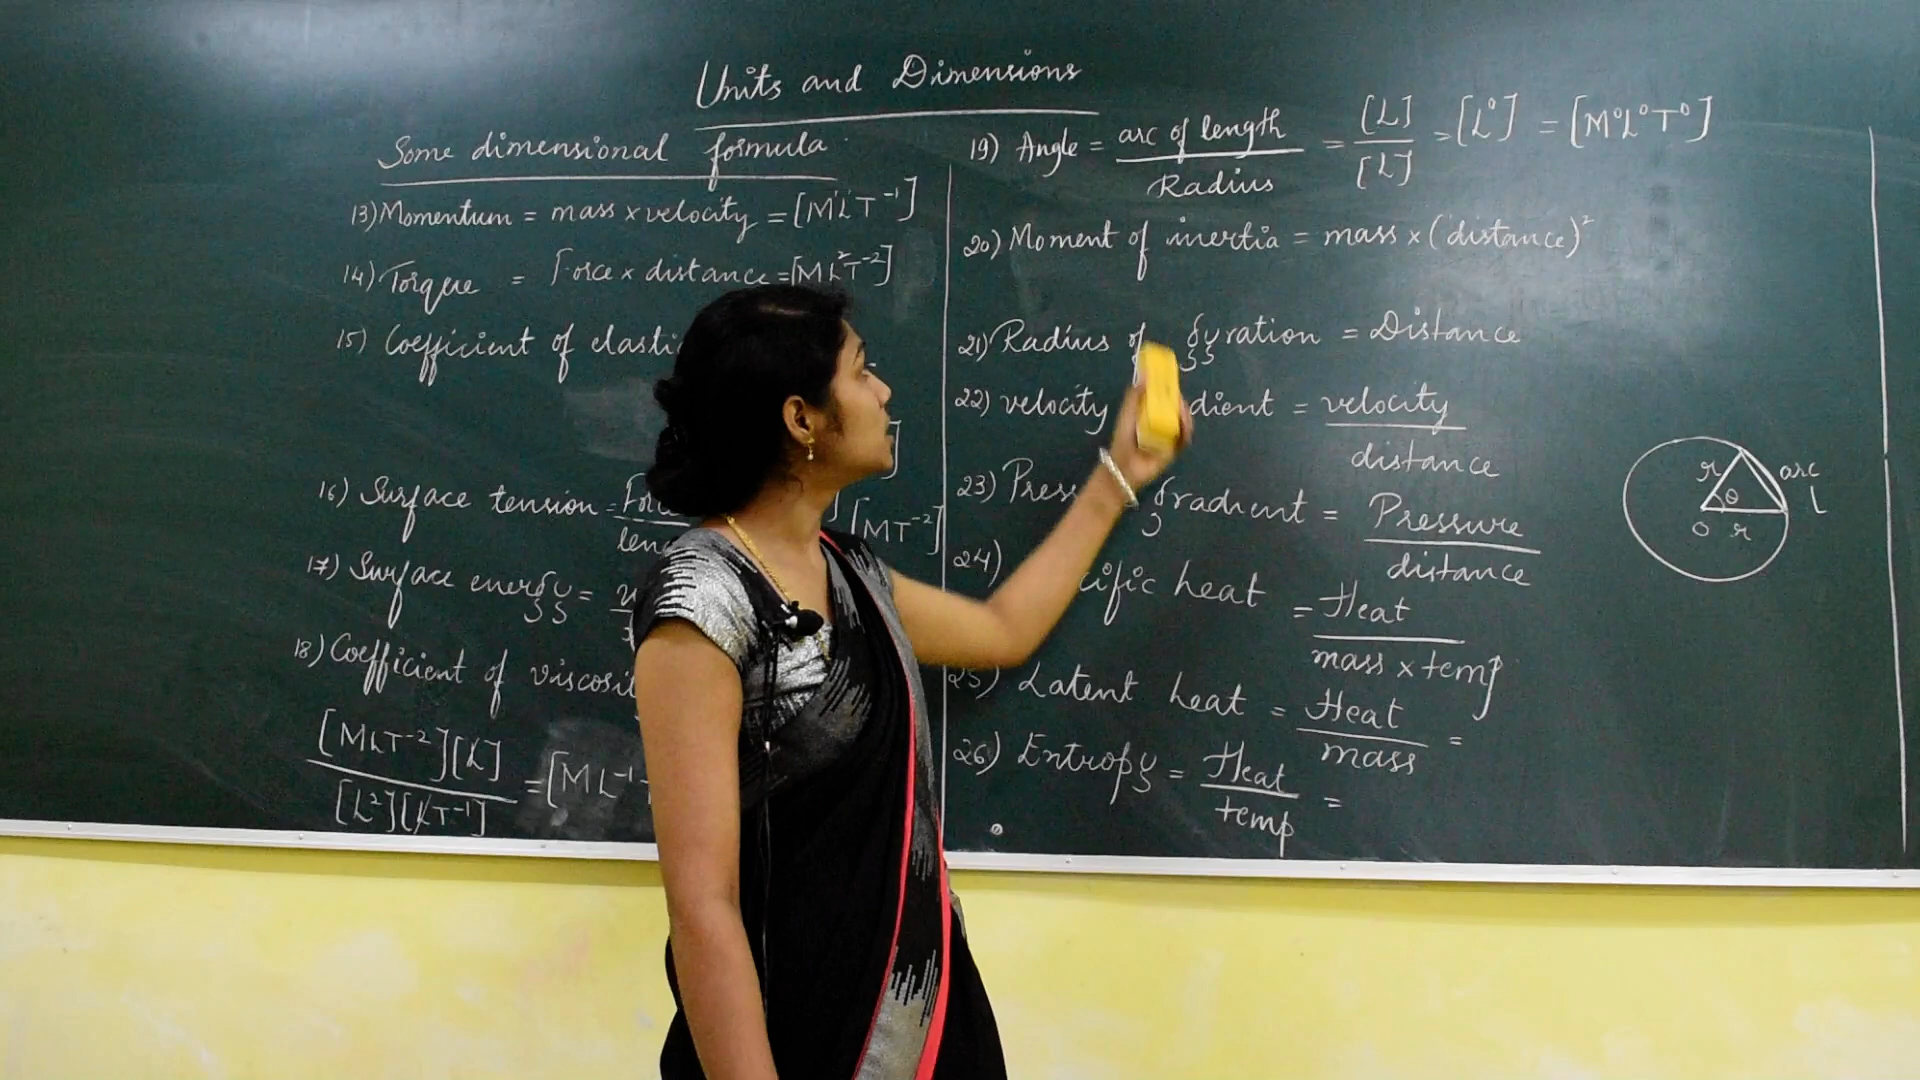 Units and Dimensions
Some dimensional formula
13) Momentum = mass x velocity = [M¹L¹T⁻¹]
14) Torque = Force x distance = [ML²T⁻²]
15) Coefficient of
16) Surface tension =
[MT⁻²]
17) Surface energy =
18) Coefficient of
[MLT⁻²][L]
[L²][LT⁻¹]
= [ML⁻¹
19) Angle = arc of length / Radius = [L] / [L] = [L⁰] = [M⁰L⁰T⁰]
20) Moment of inertia = mass x (distance)²
21) Radius of gyration = Distance
22) velocity dient = velocity / distance
23) Pres gradient = Pressure / distance
24) cific heat = Heat / mass x temp
25) Latent heat = Heat / mass =
26) Entropy = Heat / temp =
r θ arc
O r l